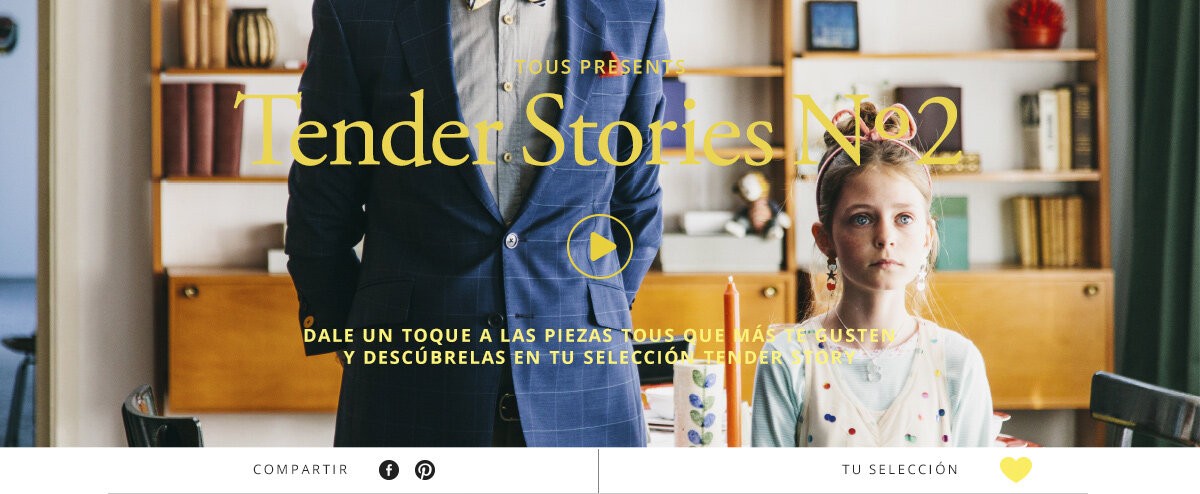 TOUS PRESENTS
Tender Stories Nº2
DALE UN TOQUE A LAS PIEZAS TOUS QUE MÁS TE GUSTEN
Y DESCÚBRELAS EN TU SELECCIÓN TENDER STORY
COMPARTIR
TU SELECCIÓN